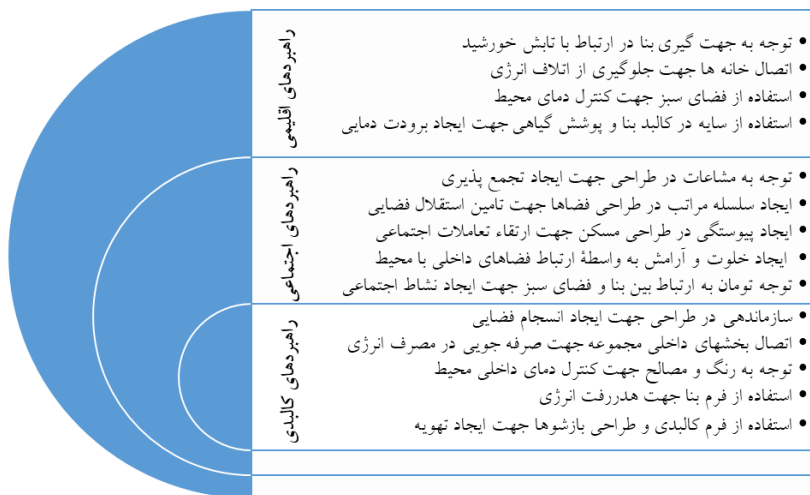 راهبردهای اقلیمی
• توجه به جهت گیری بنا در ارتباط با تابش خورشید
• اتصال خانه ها جهت جلوگیری از اتلاف انرژی
• استفاده از فضای سبز جهت کنترل دمای محیط
• استفاده از سایه در کالبد بنا و پوشش گیاهی جهت ایجاد برودت دمایی
راهبردهای اجتماعی
• توجه به مشاعات در طراحی جهت ایجاد تجمع پذیری
• ایجاد سلسله مراتب در طراحی فضاها جهت تامین استقلال فضایی
• ایجاد پیوستگی در طراحی مسکن جهت ارتقاء تعاملات اجتماعی
• ایجاد خلوت و آرامش به واسطهٔ ارتباط فضاهای داخلی با محیط
• توجه تومان به ارتباط بین بنا و فضای سبز جهت ایجاد نشاط اجتماعی
راهبردهای کالبدی
• سازماندهی در طراحی جهت ایجاد انسجام فضایی
• اتصال بخشهای داخلی مجموعه جهت صرفه جویی در مصرف انرژی
• توجه به رنگ و مصالح جهت کنترل دمای داخلی محیط
• استفاده از فرم بنا جهت هدررفت انرژی
• استفاده از فرم کالبدی و طراحی بازشوها جهت ایجاد تهویه